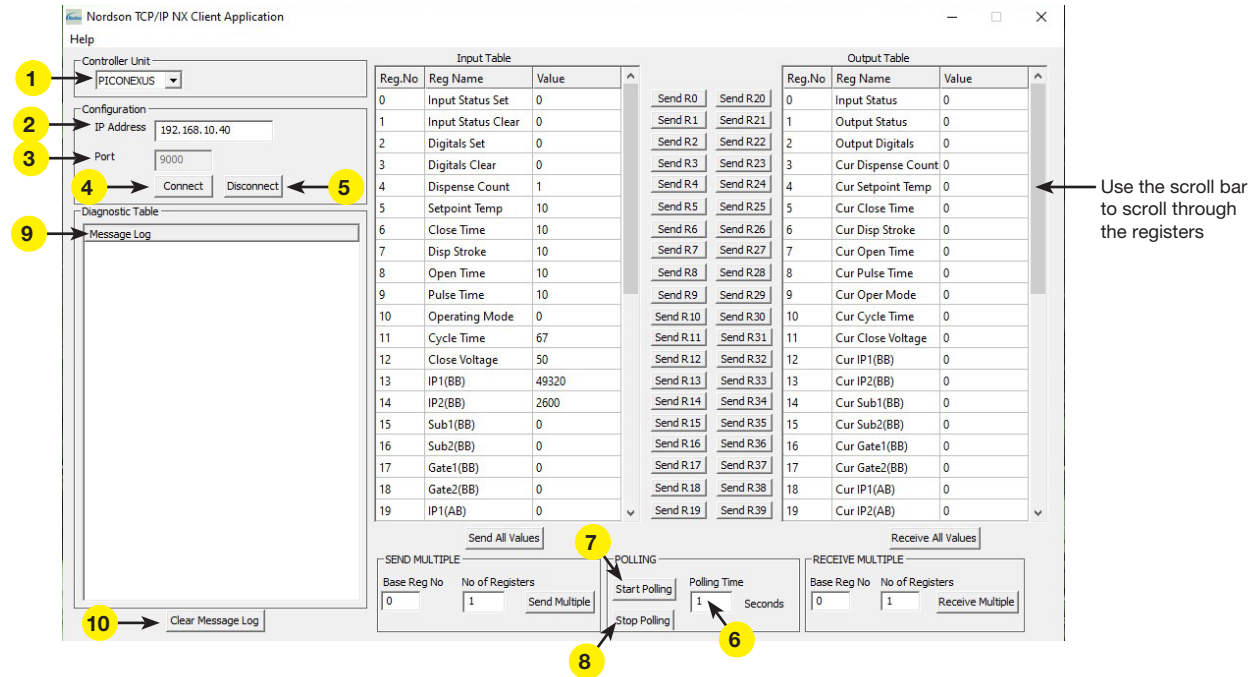 Nordson TCP/IP NX Client Application
Help
Controller Unit
1
PICONEXUS
Configuration
2
IP Address 192.168.10.40
3
Port 9000
4 Connect Disconnect 5
Diagnostic Table
9 Message Log
10 Clear Message Log
Input Table
Reg.No Reg Name Value
0 Input Status Set 0
1 Input Status Clear 0
2 Digitals Set 0
3 Digitals Clear 0
4 Dispense Count 1
5 Setpoint Temp 10
6 Close Time 10
7 Disp Stroke 10
8 Open Time 10
9 Pulse Time 10
10 Operating Mode 0
11 Cycle Time 67
12 Close Voltage 50
13 IP1(BB) 49320
14 IP2(BB) 2600
15 Sub1(BB) 0
16 Sub2(BB) 0
17 Gate1(BB) 0
18 Gate2(BB) 0
19 IP1(AB) 0
Send All Values
Send R0 Send R20
Send R1 Send R21
Send R2 Send R22
Send R3 Send R23
Send R4 Send R24
Send R5 Send R25
Send R6 Send R26
Send R7 Send R27
Send R8 Send R28
Send R9 Send R29
Send R10 Send R30
Send R11 Send R31
Send R12 Send R32
Send R13 Send R33
Send R14 Send R34
Send R15 Send R35
Send R16 Send R36
Send R17 Send R37
Send R18 Send R38
Send R19 Send R39
Output Table
Reg.No Reg Name Value
0 Input Status 0
1 Output Status 0
2 Output Digitals 0
3 Cur Dispense Count 0
4 Cur Setpoint Temp 0
5 Cur Close Time 0
6 Cur Disp Stroke 0
7 Cur Open Time 0
8 Cur Pulse Time 0
9 Cur Oper Mode 0
10 Cur Cycle Time 0
11 Cur Close Voltage 0
12 Cur IP1(BB) 0
13 Cur IP2(BB) 0
14 Cur Sub1(BB) 0
15 Cur Sub2(BB) 0
16 Cur Gate1(BB) 0
17 Cur Gate2(BB) 0
18 Cur IP1(AB) 0
19 Cur IP2(AB) 0
Receive All Values
Use the scroll bar
to scroll through
the registers
SEND MULTIPLE
Base Reg No No of Registers
0 1 Send Multiple
7
POLLING
Start Polling Polling Time
1 Seconds
Stop Polling
6
8
RECEIVE MULTIPLE
Base Reg No No of Registers
0 1 Receive Multiple